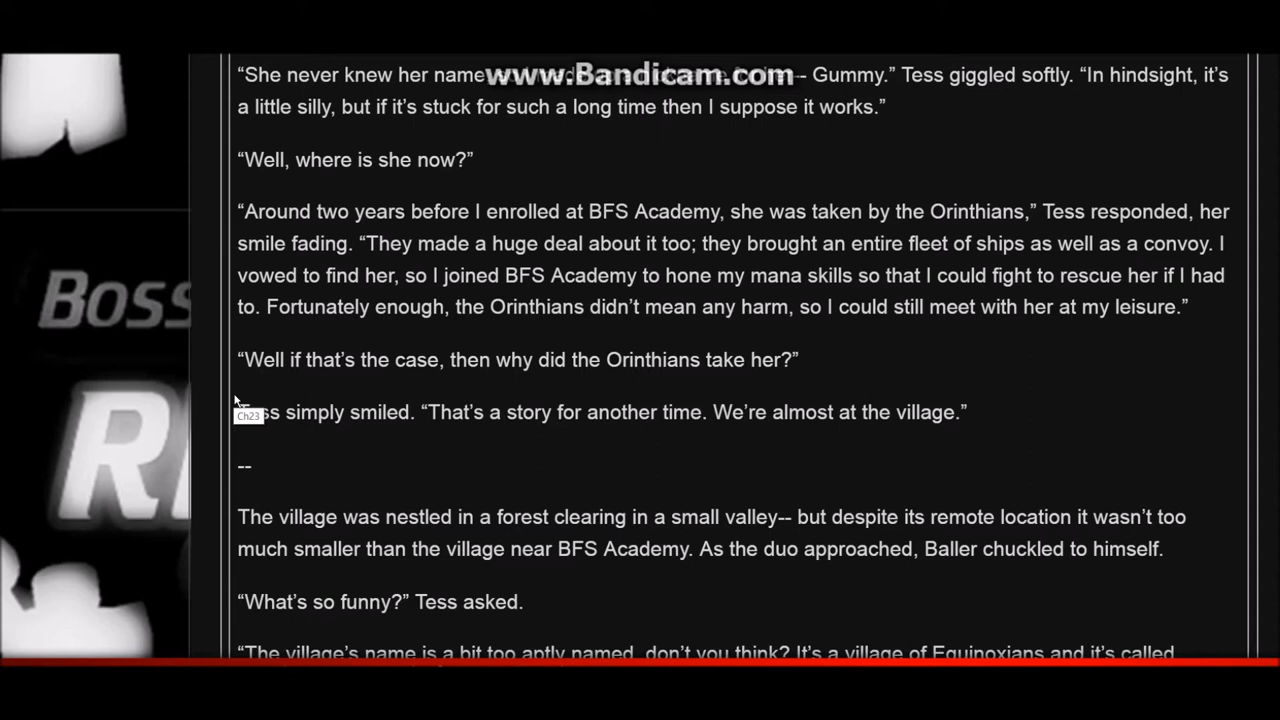 www.Bandicam.com
“She never knew her name Gummy.” Tess giggled softly. “In hindsight, it’s
a little silly, but if it’s stuck for such a long time then I suppose it works.”
“Well, where is she now?”
“Around two years before I enrolled at BFS Academy, she was taken by the Orinthians,” Tess responded, her
smile fading. “They made a huge deal about it too; they brought an entire fleet of ships as well as a convoy. I
vowed to find her, so I joined BFS Academy to hone my mana skills so that I could fight to rescue her if I had
to. Fortunately enough, the Orinthians didn’t mean any harm, so I could still meet with her at my leisure.”
Boss
“Well if that’s the case, then why did the Orinthians take her?”
Ch23
Tess simply smiled. “That’s a story for another time. We’re almost at the village.”
--
The village was nestled in a forest clearing in a small valley-- but despite its remote location it wasn’t too
much smaller than the village near BFS Academy. As the duo approached, Baller chuckled to himself.
“What’s so funny?” Tess asked.
“The village’s name is a bit too aptly named, don’t you think? It’s a village of Equinoxians and it’s called